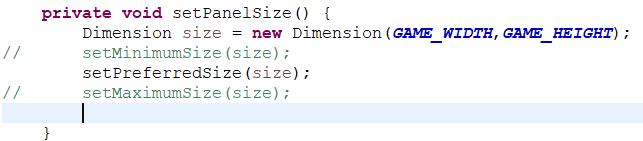 private void setPanelSize() {
        Dimension size = new Dimension(GAME_WIDTH,GAME_HEIGHT);
//      setMinimumSize(size);
        setPreferredSize(size);
//      setMaximumSize(size);
    }